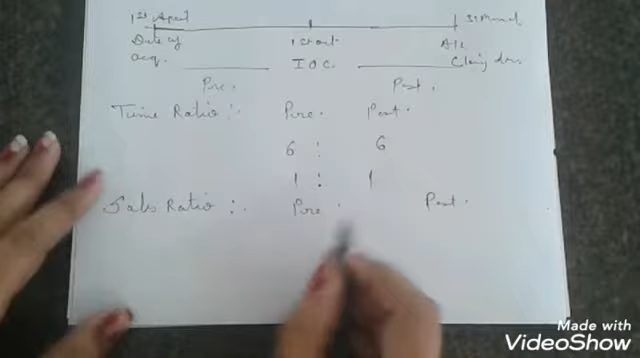 1st April 31st March
Date of 1st oct A/c
acq. I O C. Closing date
Pre. Post.
Time Ratio :- Pre. Post.
6 : 6
1 : 1
Sales Ratio :- Pre : Post.
Made with
VideoShow